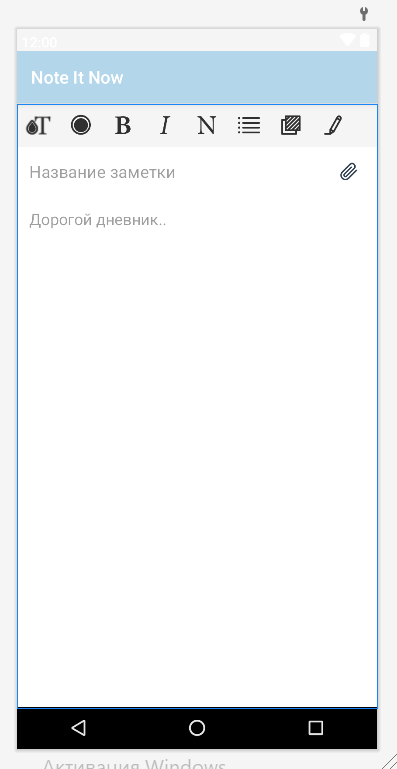 12:00
Note It Now
T B I N
Название заметки
Дорогой дневник..
Активация Windows